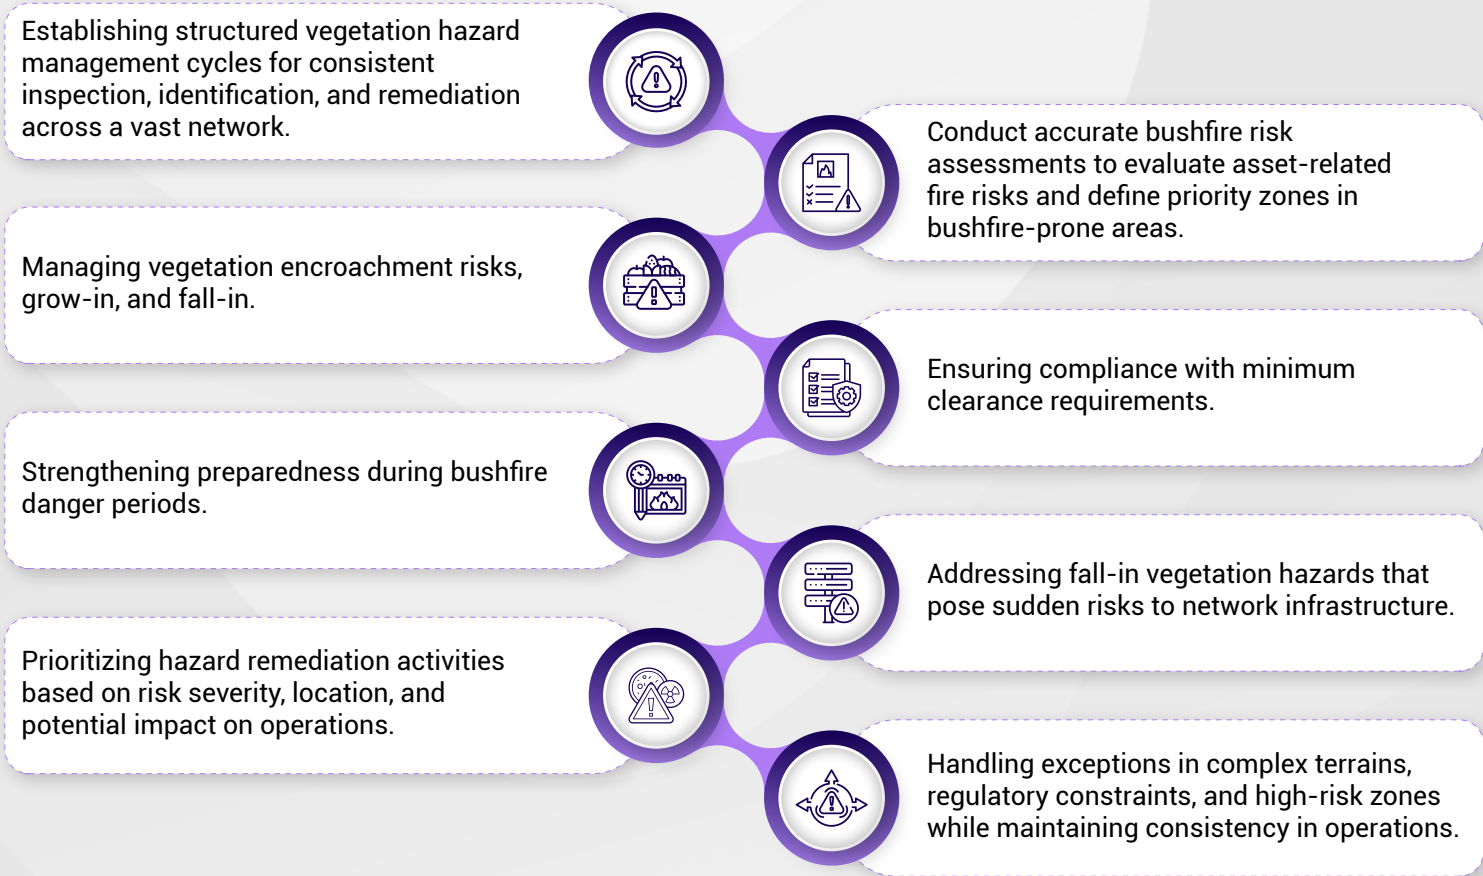 Establishing structured vegetation hazard
management cycles for consistent
inspection, identification, and remediation
across a vast network.
Conduct accurate bushfire risk
assessments to evaluate asset-related
fire risks and define priority zones in
bushfire-prone areas.
Managing vegetation encroachment risks,
grow-in, and fall-in.
Ensuring compliance with minimum
clearance requirements.
Strengthening preparedness during bushfire
danger periods.
Addressing fall-in vegetation hazards that
pose sudden risks to network infrastructure.
Prioritizing hazard remediation activities
based on risk severity, location, and
potential impact on operations.
Handling exceptions in complex terrains,
regulatory constraints, and high-risk zones
while maintaining consistency in operations.